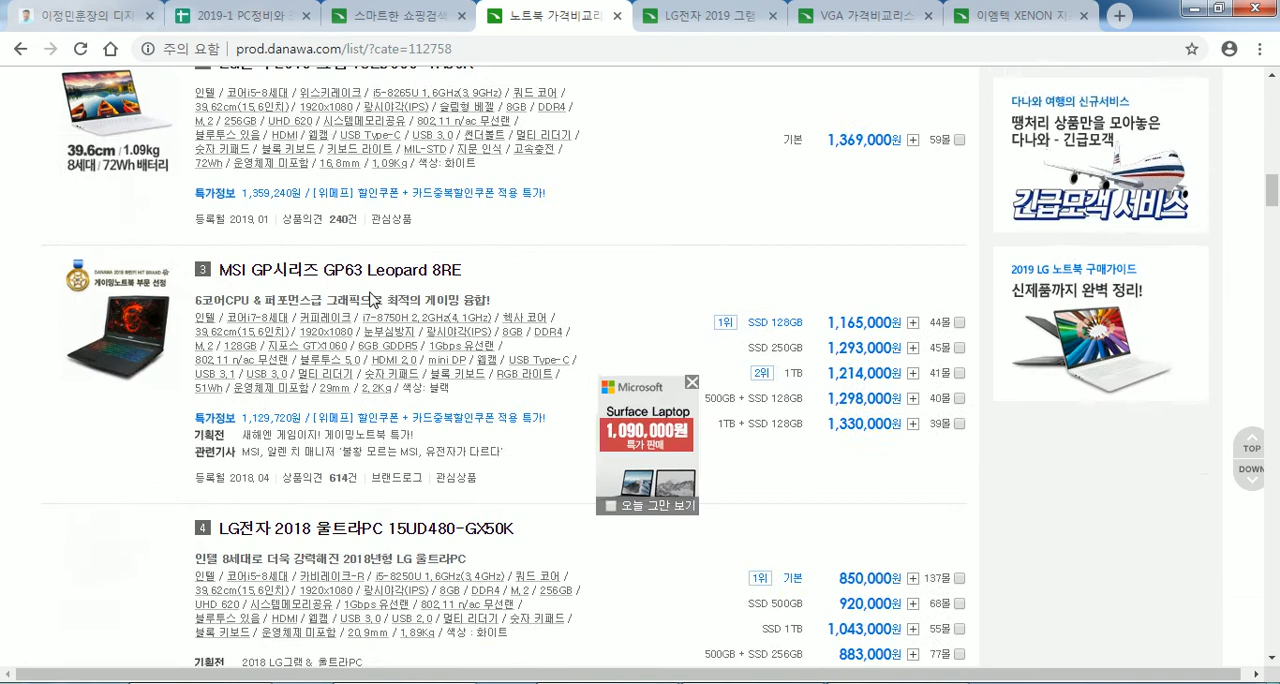 이정민훈장의 디지
2019-1 PC정비와
스마트한 쇼핑검색
노트북 가격비교리
LG전자 2019 그램
VGA 가격비교리스
이엠텍 XENON 지포
주의 요함
prod.danawa.com/list/?cate=112758
인텔 / 코어i5-8세대 / 위스키레이크 / i5-8265U 1,6GHz(3,9GHz) / 쿼드 코어 /
39,62cm(15,6인치) / 1920x1080 / 광시야각(IPS) / 슬림형 베젤 / 8GB / DDR4 /
M,2 / 256GB / UHD 620 / 시스템메모리공유 / 802,11 n/ac 무선랜 /
블루투스 있음 / HDMI / 웹캠 / USB Type-C / USB 3,0 / 썬더볼트 / 멀티 리더기 /
숫자 키패드 / 블록 키보드 / 키보드 라이트 / MIL-STD / 지문 인식 / 고속충전 /
72Wh / 운영체제 미포함 / 16,8mm / 1,09Kg / 색상: 화이트
39.6cm / 1.09kg
8세대 / 72Wh 배터리
기본 1,369,000원 59몰
특가정보 1,359,240원 / [위메프] 할인쿠폰 + 카드중복할인쿠폰 적용 특가!
등록월 2019, 01 | 상품의견 240건 | 관심상품
DANAWA 2018 하반기 HIT BRAND
게이밍노트북 부문 선정
3 MSI GP시리즈 GP63 Leopard 8RE
6코어CPU & 퍼포먼스급 그래픽으로 최적의 게이밍 융합!
인텔 / 코어i7-8세대 / 커피레이크 / i7-8750H 2,2GHz(4,1GHz) / 헥사 코어 /
39,62cm(15,6인치) / 1920x1080 / 눈부심방지 / 광시야각(IPS) / 8GB / DDR4 /
M,2 / 128GB / 지포스 GTX1060 / 6GB GDDR5 / 1Gbps 유선랜 /
802,11 n/ac 무선랜 / 블루투스 5,0 / HDMI 2,0 / mini DP / 웹캠 / USB Type-C /
USB 3,1 / USB 3,0 / 멀티 리더기 / 숫자 키패드 / 블록 키보드 / RGB 라이트 /
51Wh / 운영체제 미포함 / 29mm / 2,2Kg / 색상: 블랙
1위 SSD 128GB 1,165,000원 44몰
SSD 250GB 1,293,000원 45몰
2위 1TB 1,214,000원 41몰
500GB + SSD 128GB 1,298,000원 40몰
1TB + SSD 128GB 1,330,000원 39몰
특가정보 1,129,720원 / [위메프] 할인쿠폰 + 카드중복할인쿠폰 적용 특가!
기획전 새해엔 게임이지! 게이밍노트북 특가!
관련기사 MSI, 알렌 치 매니저 '불황 모르는 MSI, 유전자가 다르다'
등록월 2018, 04 | 상품의견 614건 | 브랜드로그 | 관심상품
Microsoft
Surface Laptop
1,090,000원
특가 판매
오늘 그만 보기
4 LG전자 2018 울트라PC 15UD480-GX50K
인텔 8세대로 더욱 강력해진 2018년형 LG 울트라PC
인텔 / 코어i5-8세대 / 카비레이크-R / i5-8250U 1,6GHz(3,4GHz) / 쿼드 코어 /
39,62cm(15,6인치) / 1920x1080 / 광시야각(IPS) / 8GB / DDR4 / M,2 / 256GB /
UHD 620 / 시스템메모리공유 / 1Gbps 유선랜 / 802,11 n/ac 무선랜 /
블루투스 있음 / HDMI / 웹캠 / USB 3,0 / USB 2,0 / 멀티 리더기 / 숫자 키패드 /
블록 키보드 / 운영체제 미포함 / 20,9mm / 1,89Kg / 색상 : 화이트
1위 기본 850,000원 137몰
SSD 500GB 920,000원 68몰
SSD 1TB 1,043,000원 55몰
500GB + SSD 256GB 883,000원 77몰
기획전 2018 LG그램 & 울트라PC
다나와 여행의 신규서비스
땡처리 상품만을 모아놓은
다나와 - 긴급모객
긴급모객 서비스
2019 LG 노트북 구매가이드
신제품까지 완벽 정리!
TOP
DOWN